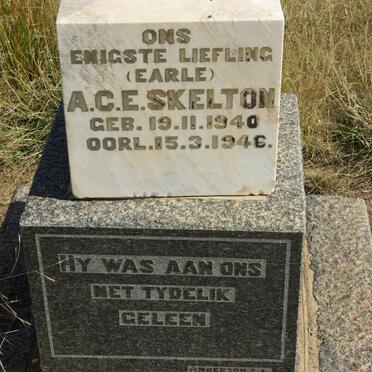 ONS
ENIGSTE LIEFLING
(EARLE)
A.C.E. SKELTON
GEB. 19.11.1940
OORL. 15.3.1946.
HY WAS AAN ONS
NET TYDELIK
GELEEN